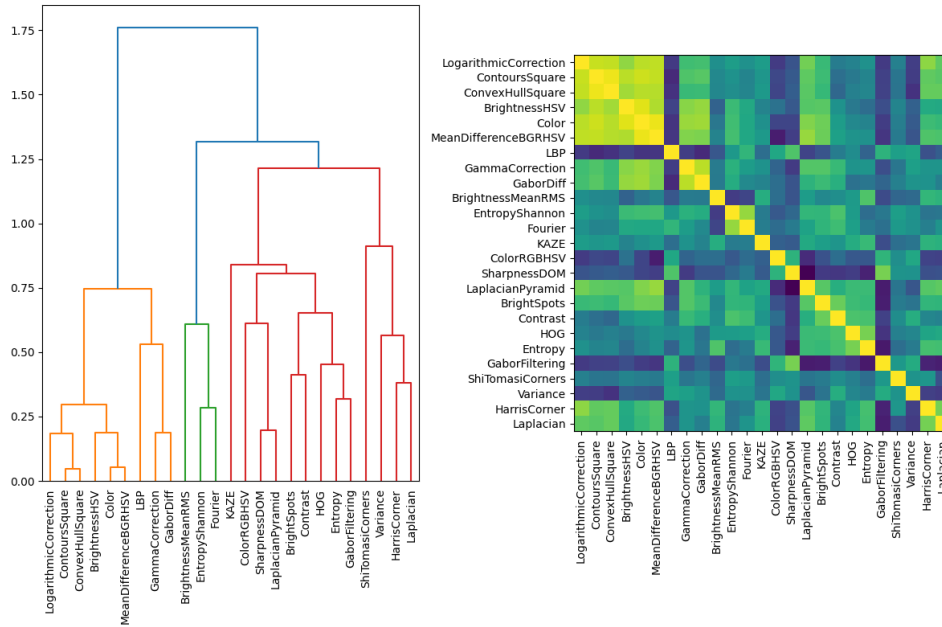 1.75
1.50
1.25
1.00
0.75
0.50
0.25
0.00
LogarithmicCorrection
ContoursSquare
ConvexHullSquare
BrightnessHSV
Color
MeanDifferenceBGRHSV
LBP
GammaCorrection
GaborDiff
BrightnessMeanRMS
EntropyShannon
Fourier
KAZE
ColorRGBHSV
SharpnessDOM
LaplacianPyramid
BrightSpots
Contrast
HOG
Entropy
GaborFiltering
ShiTomasiCorners
Variance
HarrisCorner
Laplacian
LogarithmicCorrection
ContoursSquare
ConvexHullSquare
BrightnessHSV
Color
MeanDifferenceBGRHSV
LBP
GammaCorrection
GaborDiff
BrightnessMeanRMS
EntropyShannon
Fourier
KAZE
ColorRGBHSV
SharpnessDOM
LaplacianPyramid
BrightSpots
Contrast
HOG
Entropy
GaborFiltering
ShiTomasiCorners
Variance
HarrisCorner
Laplacian
LogarithmicCorrection
ContoursSquare
ConvexHullSquare
BrightnessHSV
Color
MeanDifferenceBGRHSV
LBP
GammaCorrection
GaborDiff
BrightnessMeanRMS
EntropyShannon
Fourier
KAZE
ColorRGBHSV
SharpnessDOM
LaplacianPyramid
BrightSpots
Contrast
HOG
Entropy
GaborFiltering
ShiTomasiCorners
Variance
HarrisCorner
Laplacian